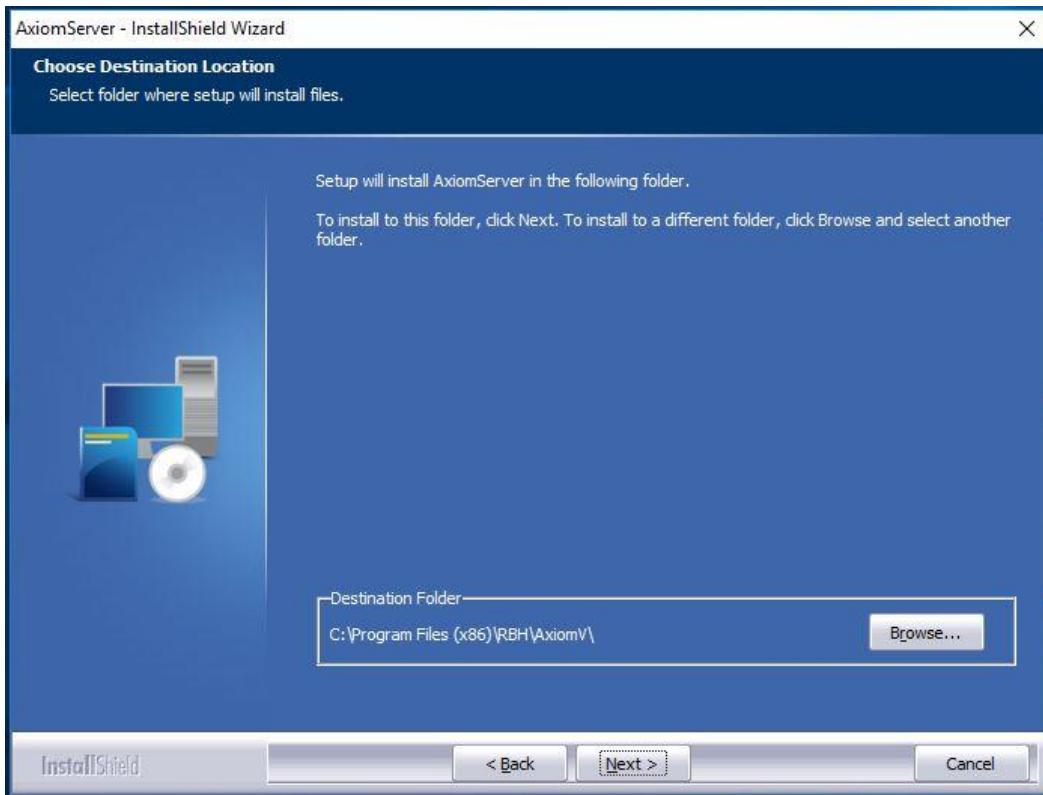 AxiomServer - InstallShield Wizard
Choose Destination Location
Select folder where setup will install files.
Setup will install AxiomServer in the following folder.
To install to this folder, click Next. To install to a different folder, click Browse and select another
folder.
Destination Folder
C:\Program Files (x86)\RBH\AxiomV\
Browse...
InstallShield
< Back
Next >
Cancel